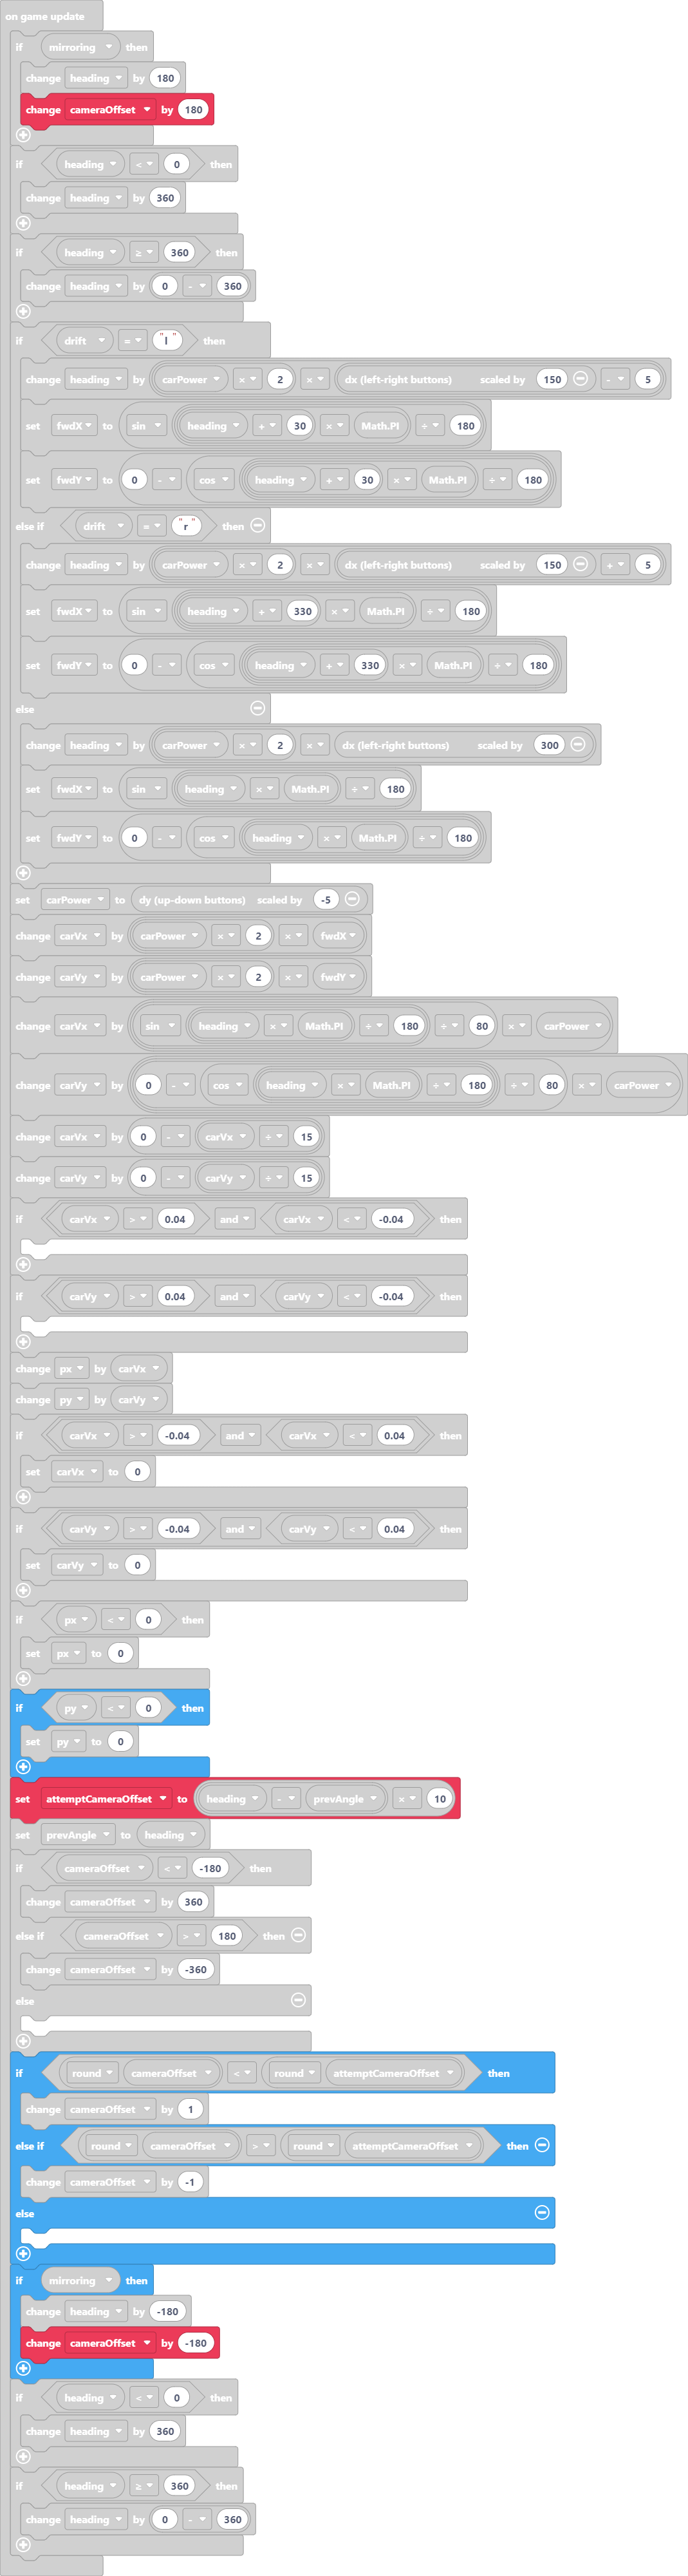 on game update
if mirroring then
change heading by 180
change cameraOffset by 180
if heading < 0 then
change heading by 360
if heading ≥ 360 then
change heading by 0 - 360
if drift = "l" then
change heading by carPower × 2 × dx (left-right buttons) scaled by 150 - 5
set fwdX to sin heading + 30 × Math.PI ÷ 180
set fwdY to 0 - cos heading + 30 × Math.PI ÷ 180
else if drift = "r" then
change heading by carPower × 2 × dx (left-right buttons) scaled by 150 + 5
set fwdX to sin heading + 330 × Math.PI ÷ 180
set fwdY to 0 - cos heading + 330 × Math.PI ÷ 180
else
change heading by carPower × 2 × dx (left-right buttons) scaled by 300
set fwdX to sin heading × Math.PI ÷ 180
set fwdY to 0 - cos heading × Math.PI ÷ 180
set carPower to dy (up-down buttons) scaled by -5
change carVx by carPower × 2 × fwdX
change carVy by carPower × 2 × fwdY
change carVx by sin heading × Math.PI ÷ 180 ÷ 80 × carPower
change carVy by 0 - cos heading × Math.PI ÷ 180 ÷ 80 × carPower
change carVx by 0 - carVx ÷ 15
change carVy by 0 - carVy ÷ 15
if carVx > 0.04 and carVx < -0.04 then
if carVy > 0.04 and carVy < -0.04 then
change px by carVx
change py by carVy
if carVx > -0.04 and carVx < 0.04 then
set carVx to 0
if carVy > -0.04 and carVy < 0.04 then
set carVy to 0
if px < 0 then
set px to 0
if py < 0 then
set py to 0
set attemptCameraOffset to heading - prevAngle × 10
set prevAngle to heading
if cameraOffset < -180 then
change cameraOffset by 360
else if cameraOffset > 180 then
change cameraOffset by -360
else
if round cameraOffset < round attemptCameraOffset then
change cameraOffset by 1
else if round cameraOffset > round attemptCameraOffset then
change cameraOffset by -1
else
if mirroring then
change heading by -180
change cameraOffset by -180
if heading < 0 then
change heading by 360
if heading ≥ 360 then
change heading by 0 - 360